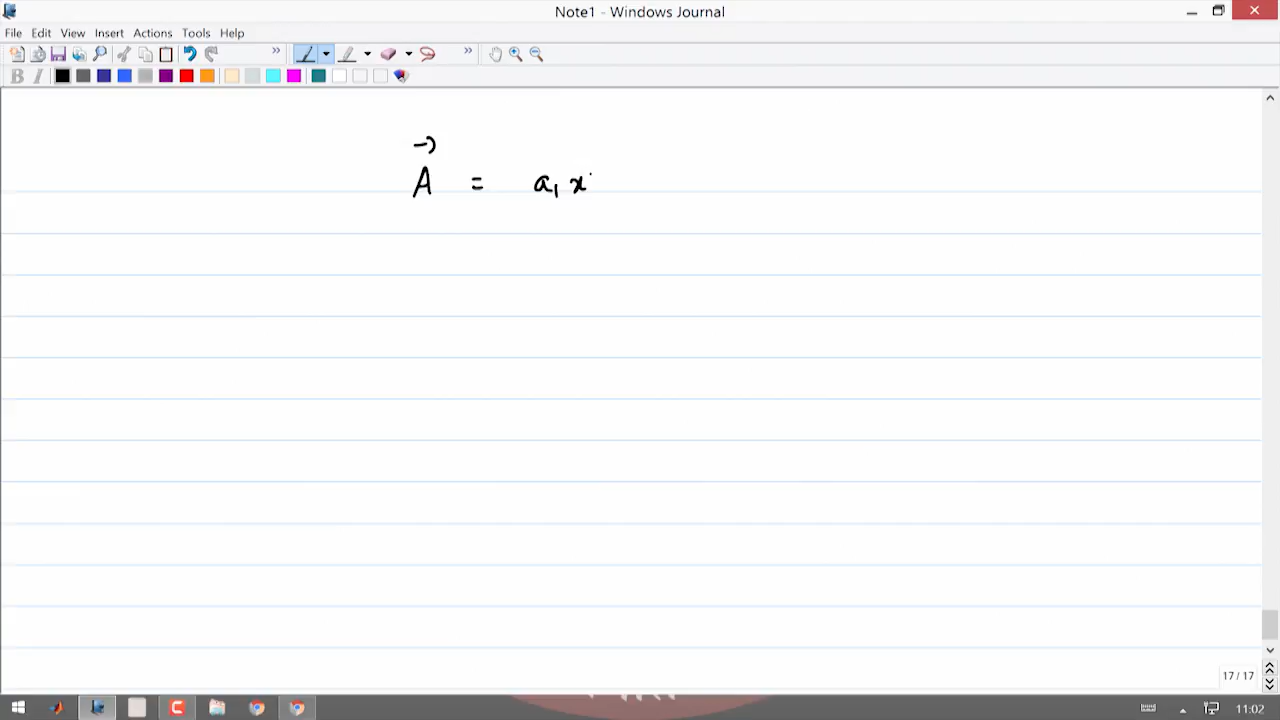 Note1 - Windows Journal
File Edit View Insert Actions Tools Help
B I
→
A = a₁ x
17 / 17
11:02